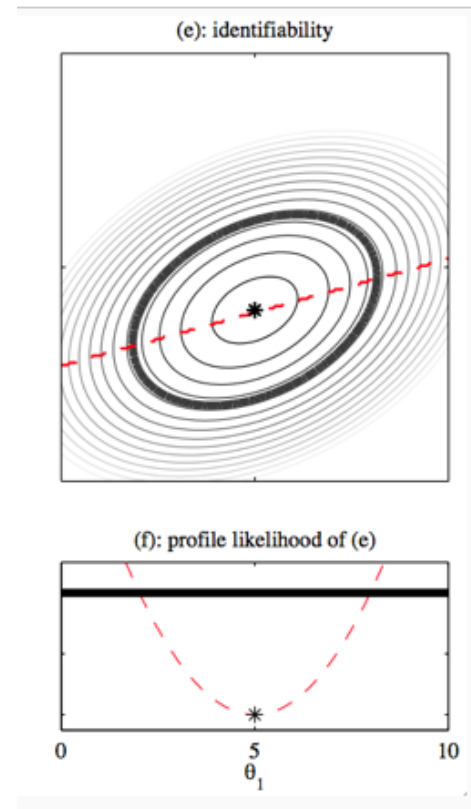 (e): identifiability
(f): profile likelihood of (e)
0 5 10
θ₁